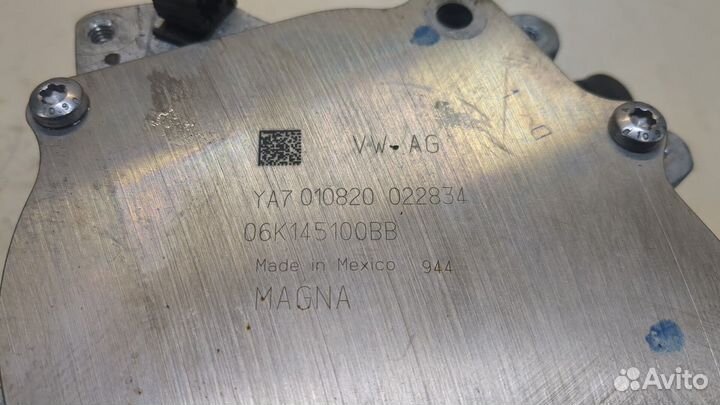 VW-AG
YA7 010820 022834
06K145100BB
Made in Mexico 944
MAGNA
Avito